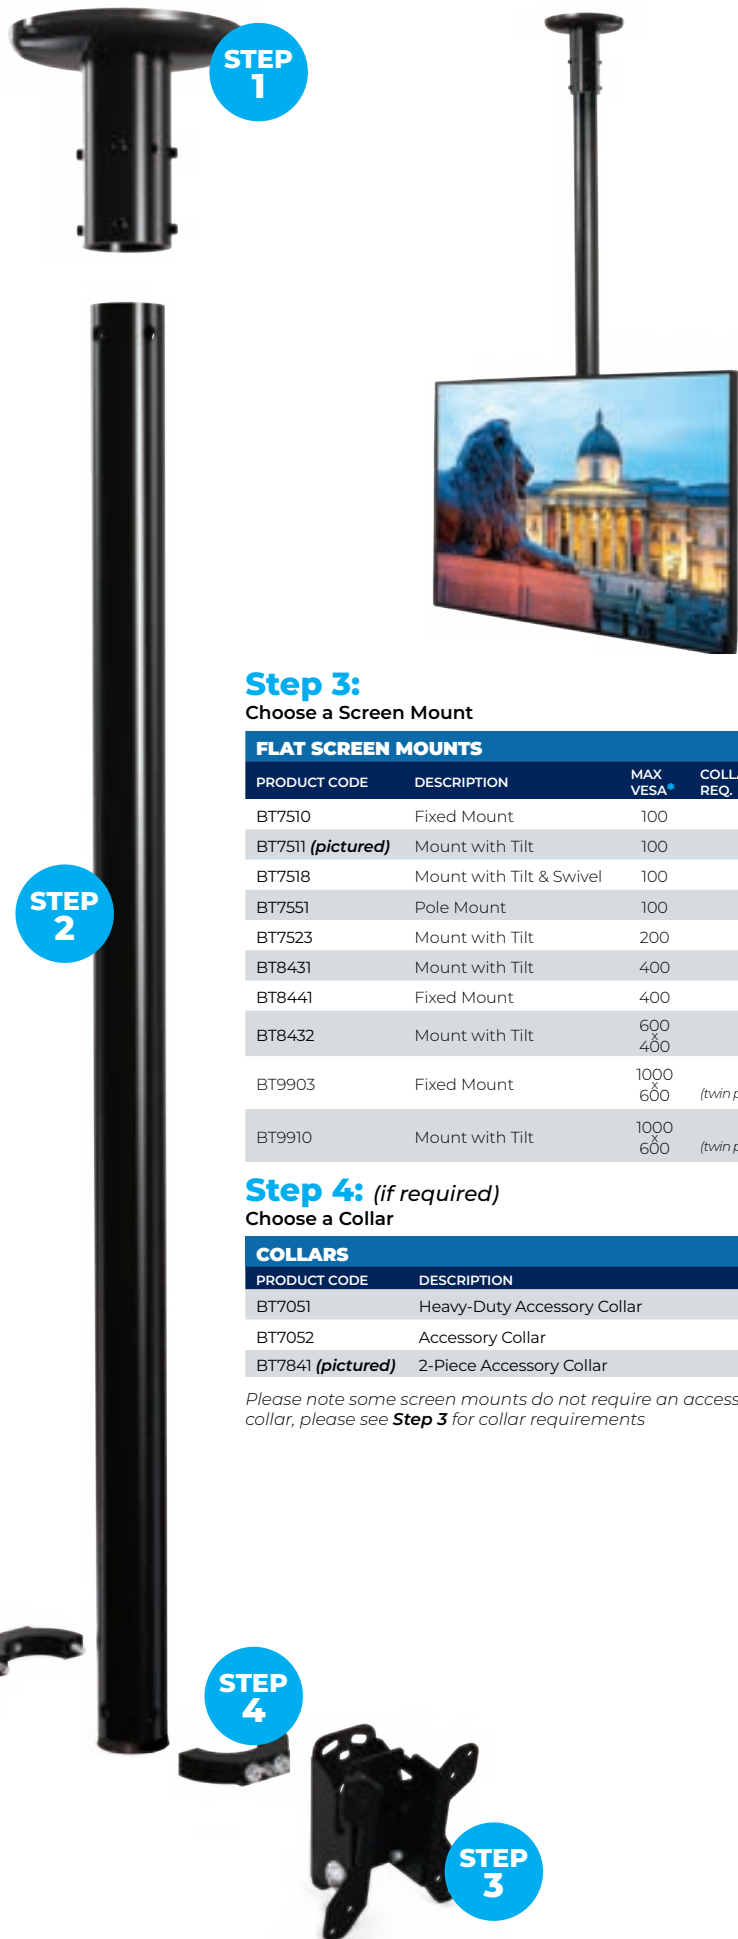 STEP
1
Step 3:
Choose a Screen Mount
FLAT SCREEN MOUNTS
PRODUCT CODE DESCRIPTION MAX VESA* REQ.
BT7510 Fixed Mount 100
BT7511 (pictured) Mount with Tilt 100
BT7518 Mount with Tilt & Swivel 100
BT7551 Pole Mount 100
BT7523 Mount with Tilt 200
BT8431 Mount with Tilt 400
BT8441 Fixed Mount 400
BT8432 Mount with Tilt 600 x 400
BT9903 Fixed Mount 1000 x 600 (twin
BT9910 Mount with Tilt 1000 x 600 (twin
STEP
2
Step 4: (if required)
Choose a Collar
COLLARS
PRODUCT CODE DESCRIPTION
BT7051 Heavy-Duty Accessory Collar
BT7052 Accessory Collar
BT7841 (pictured) 2-Piece Accessory Collar
Please note some screen mounts do not require an
collar, please see Step 3 for collar requirements
STEP
4
STEP
3